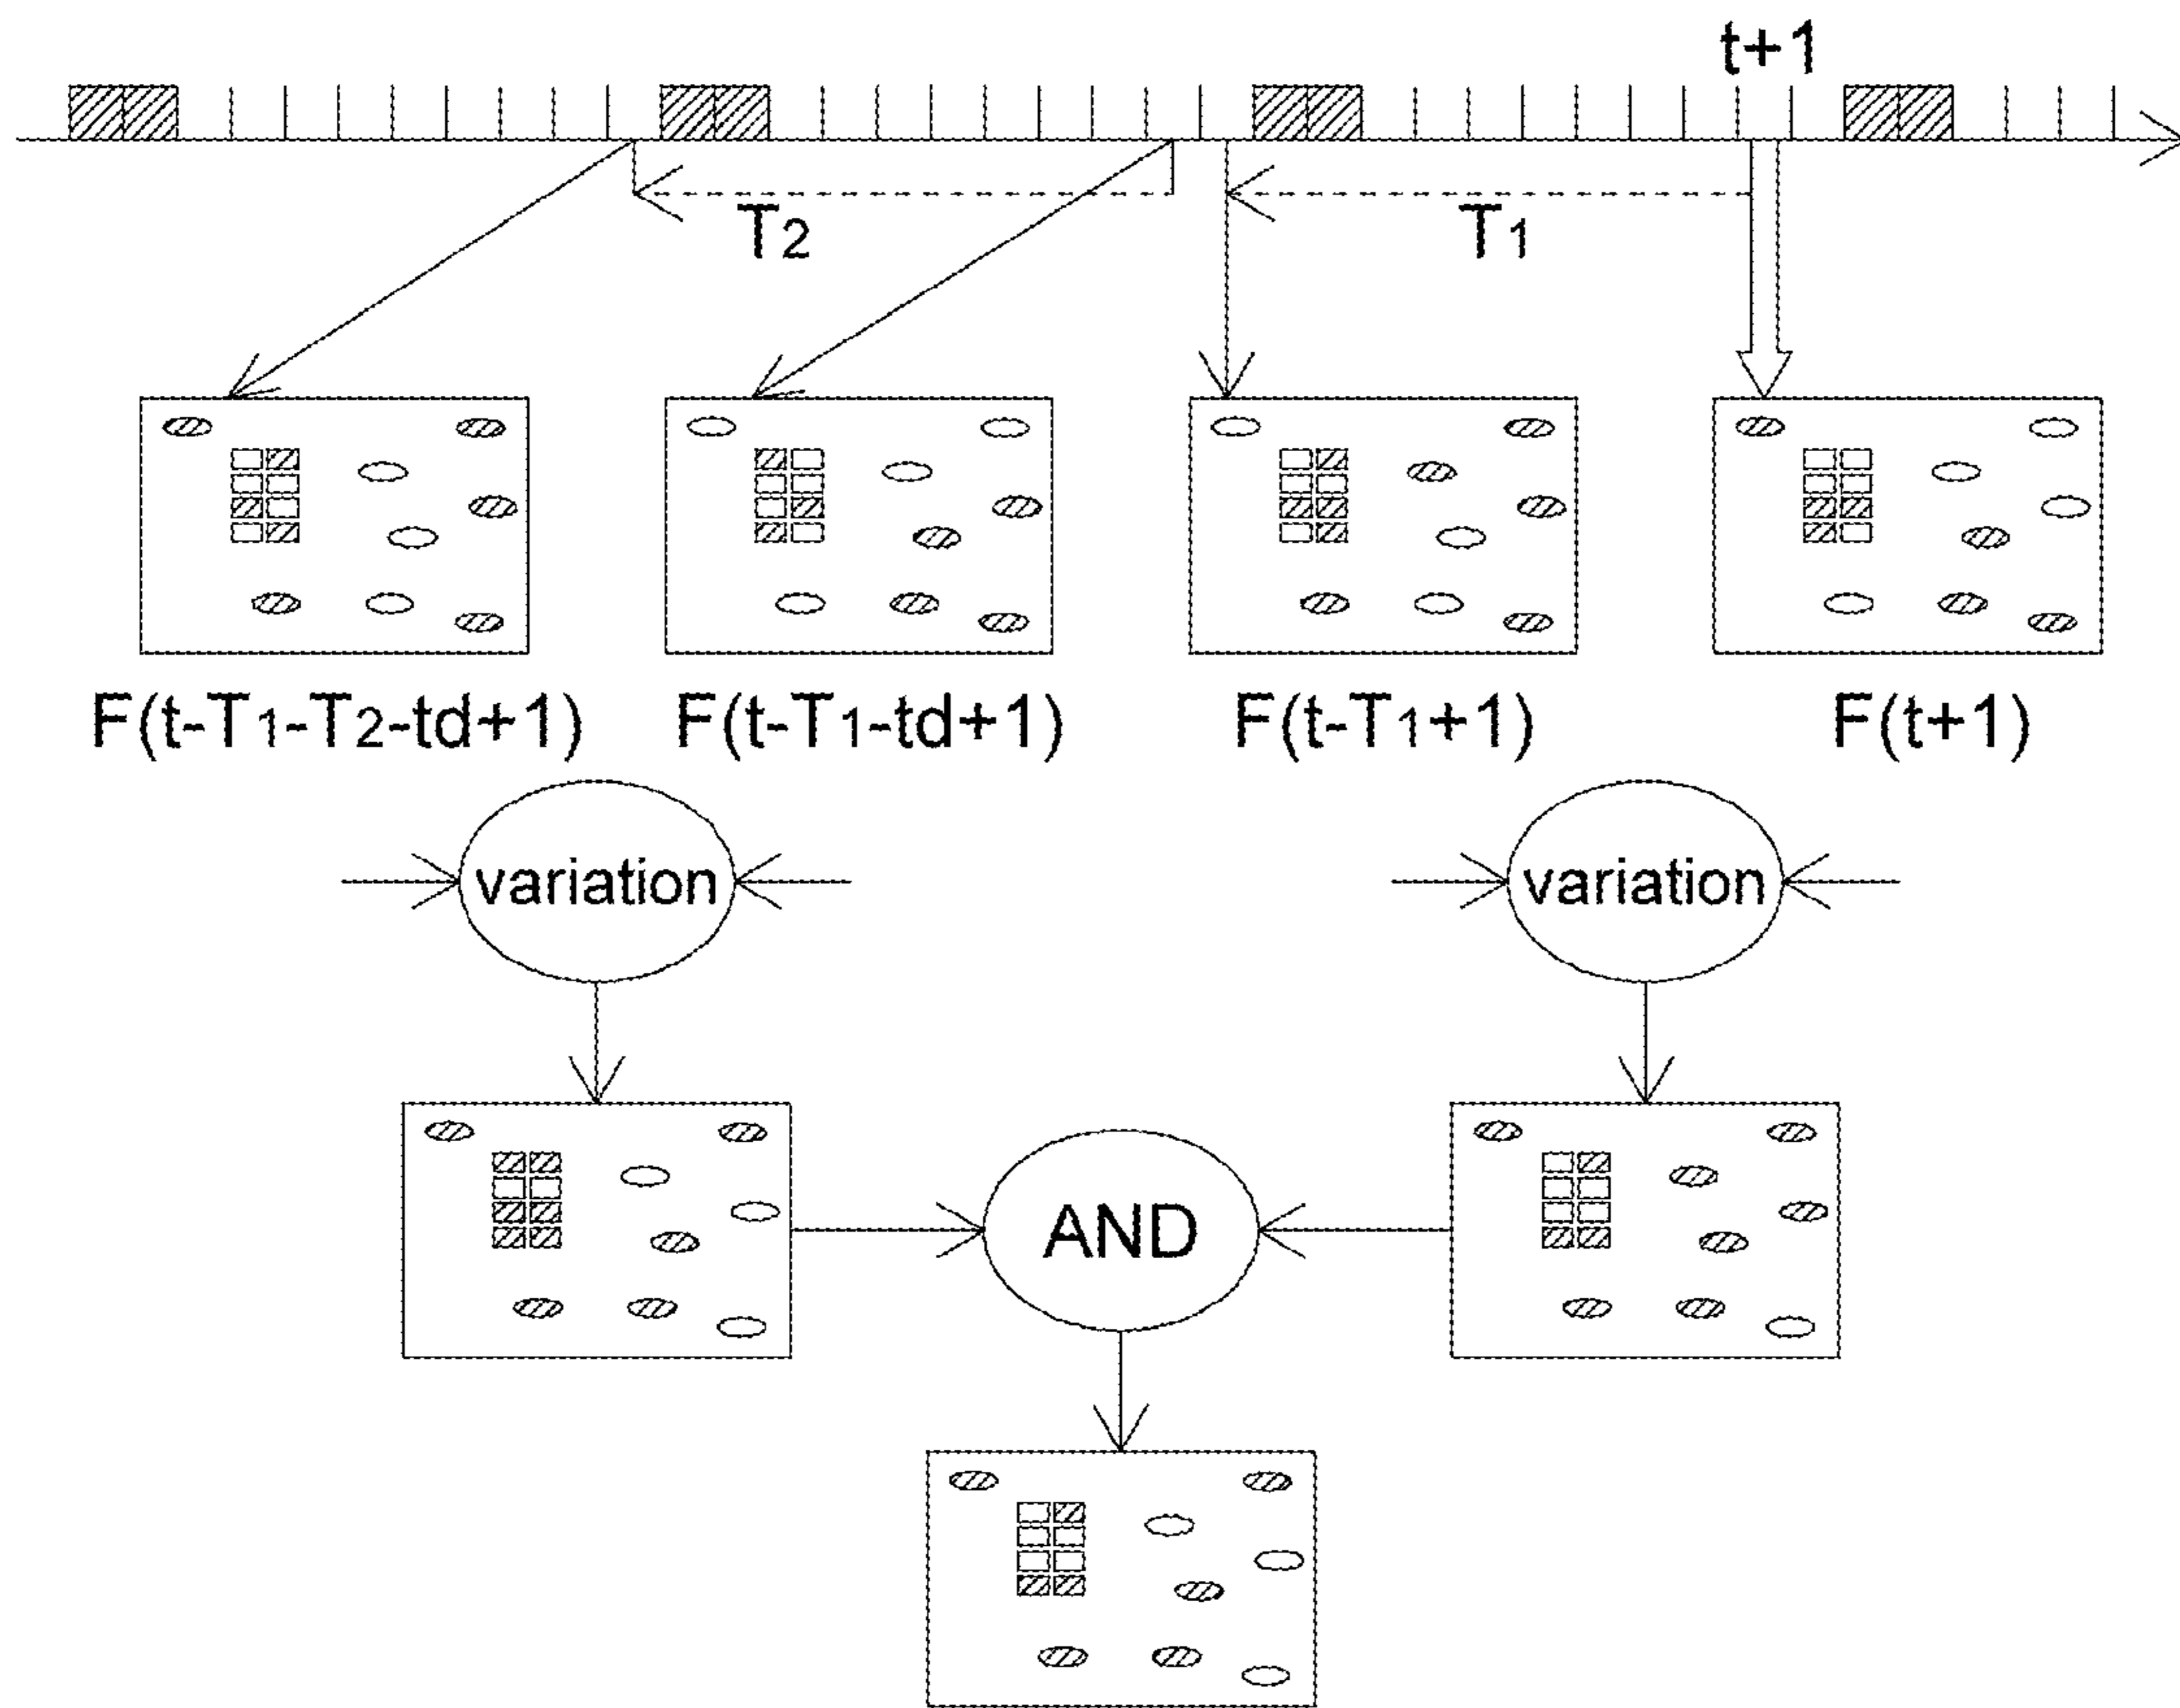 t+1
T2
T1
F(t-T1-T2-td+1)
F(t-T1-td+1)
F(t-T1+1)
F(t+1)
variation
variation
AND